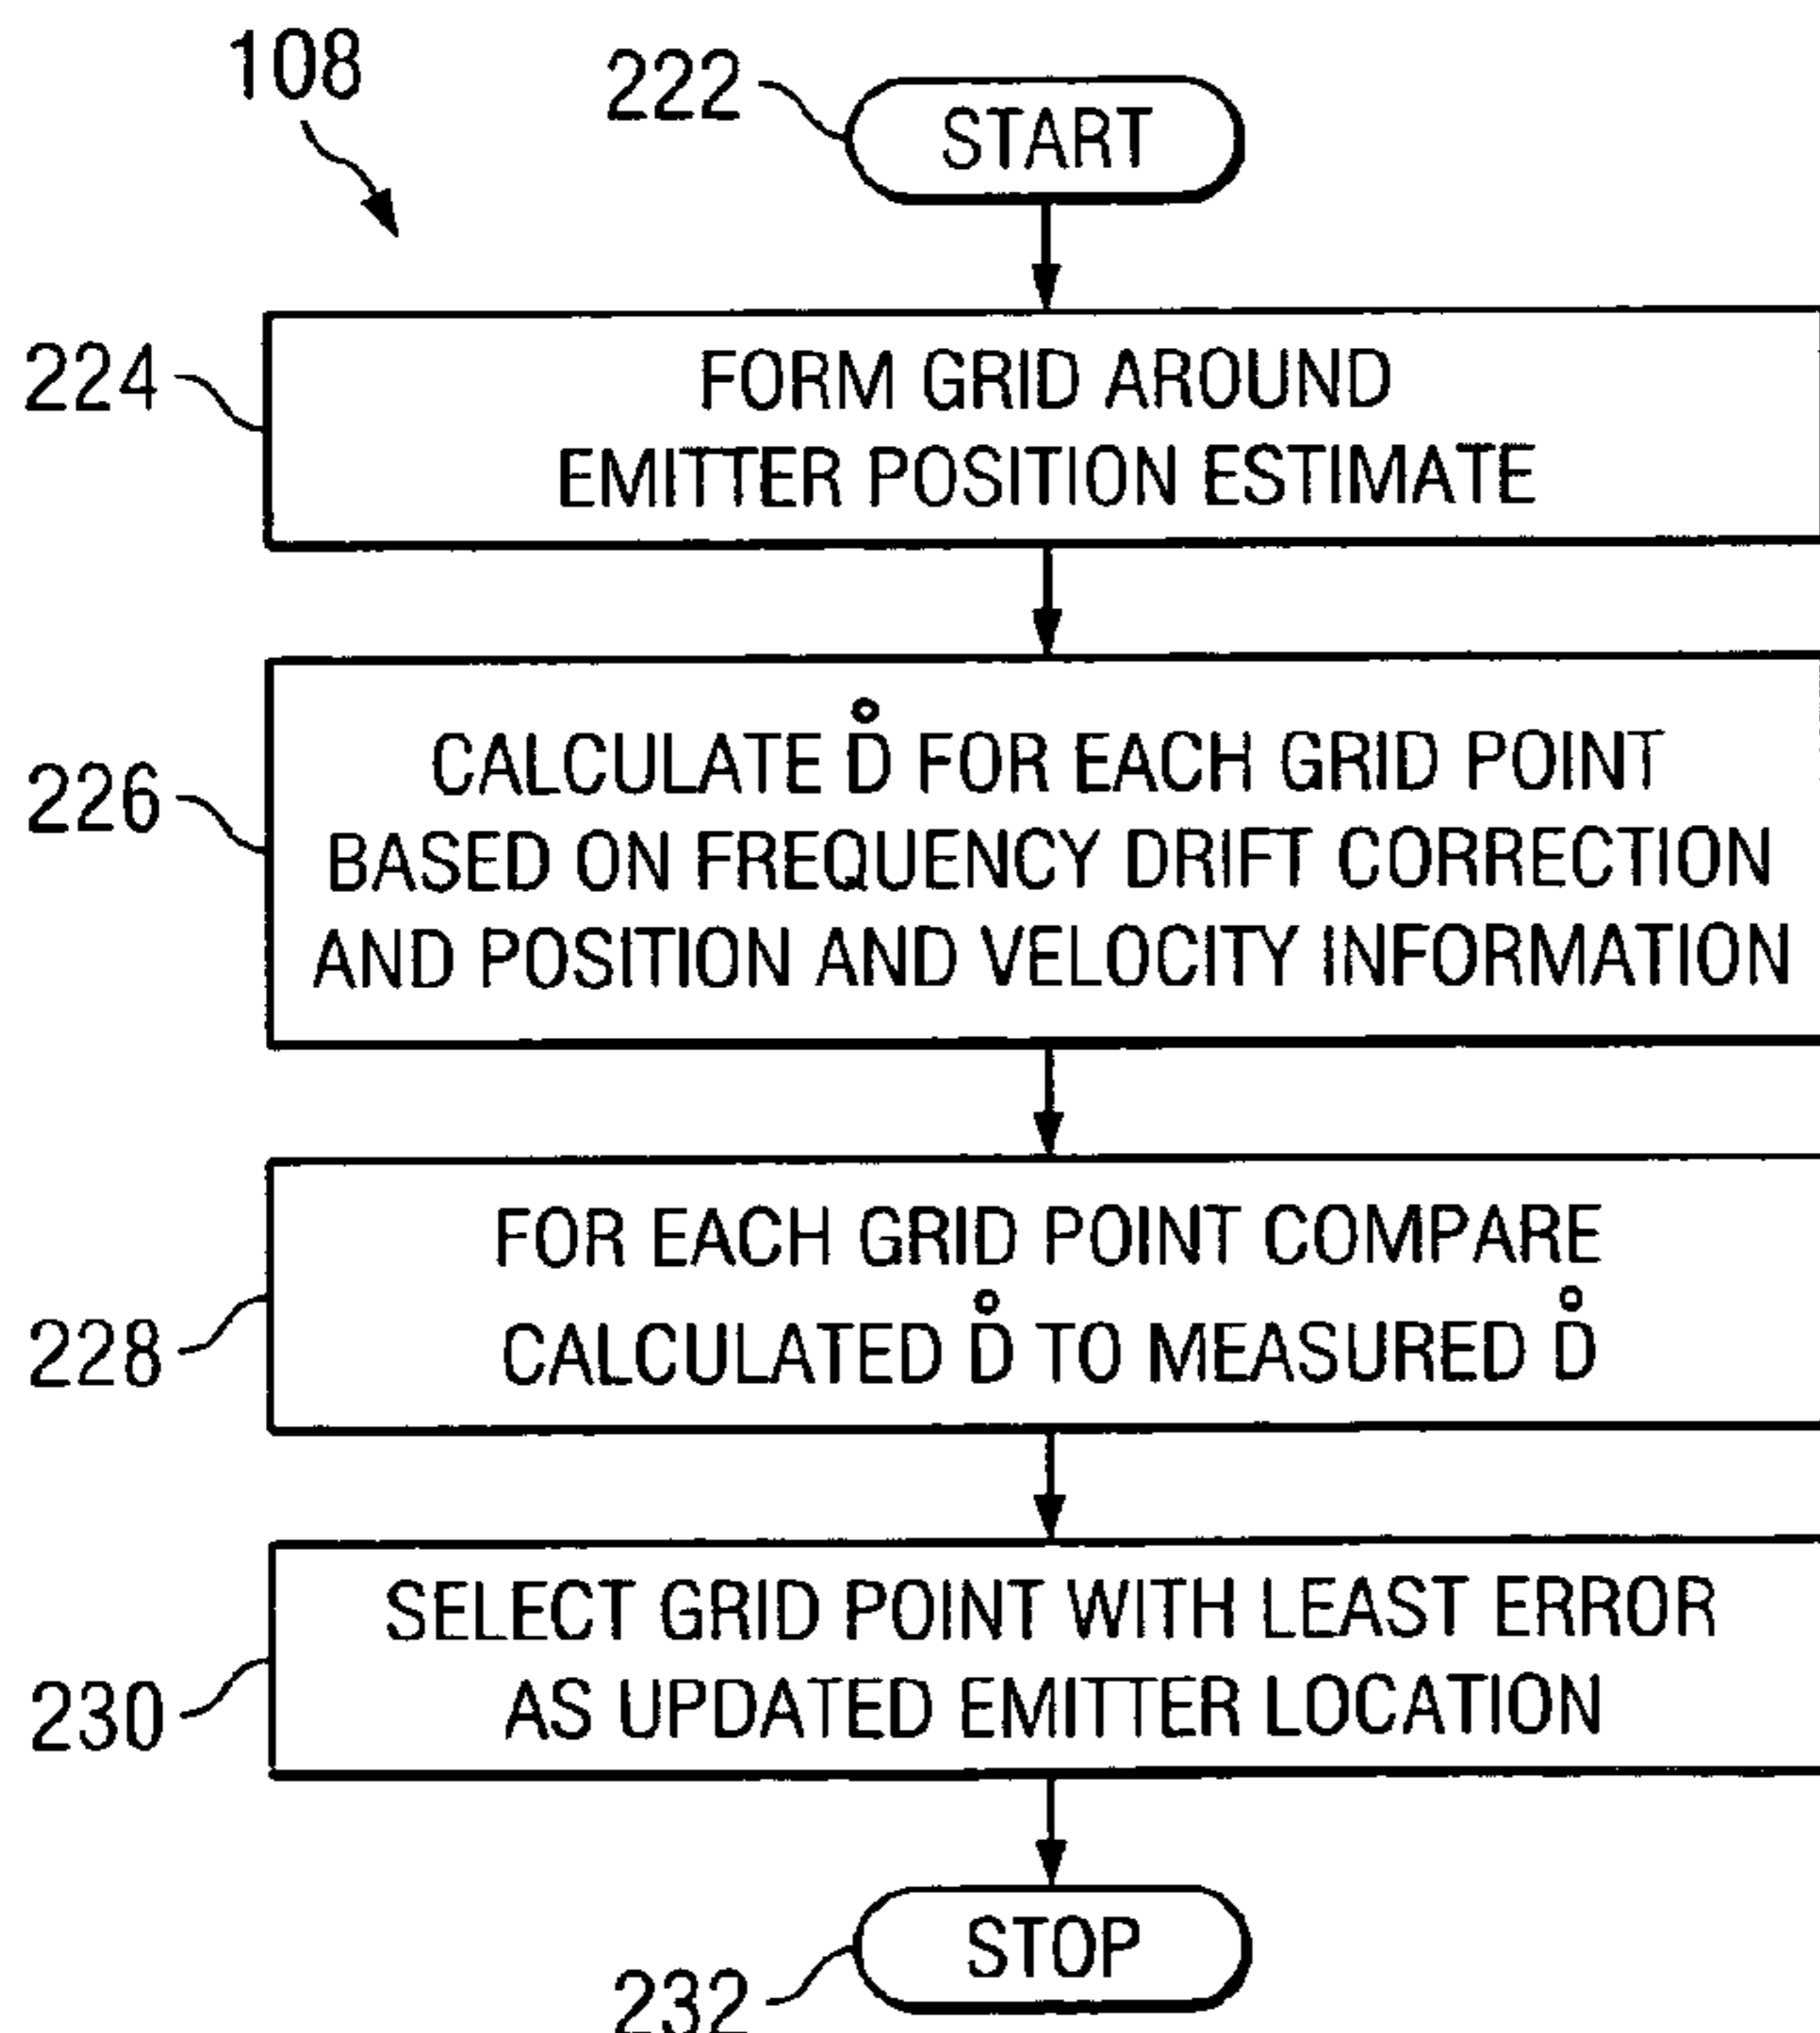 108
222
START
224
FORM GRID AROUND
EMITTER POSITION ESTIMATE
226
CALCULATE D̊ FOR EACH GRID POINT
BASED ON FREQUENCY DRIFT CORRECTION
AND POSITION AND VELOCITY INFORMATION
228
FOR EACH GRID POINT COMPARE
CALCULATED D̊ TO MEASURED D̊
230
SELECT GRID POINT WITH LEAST ERROR
AS UPDATED EMITTER LOCATION
232
STOP